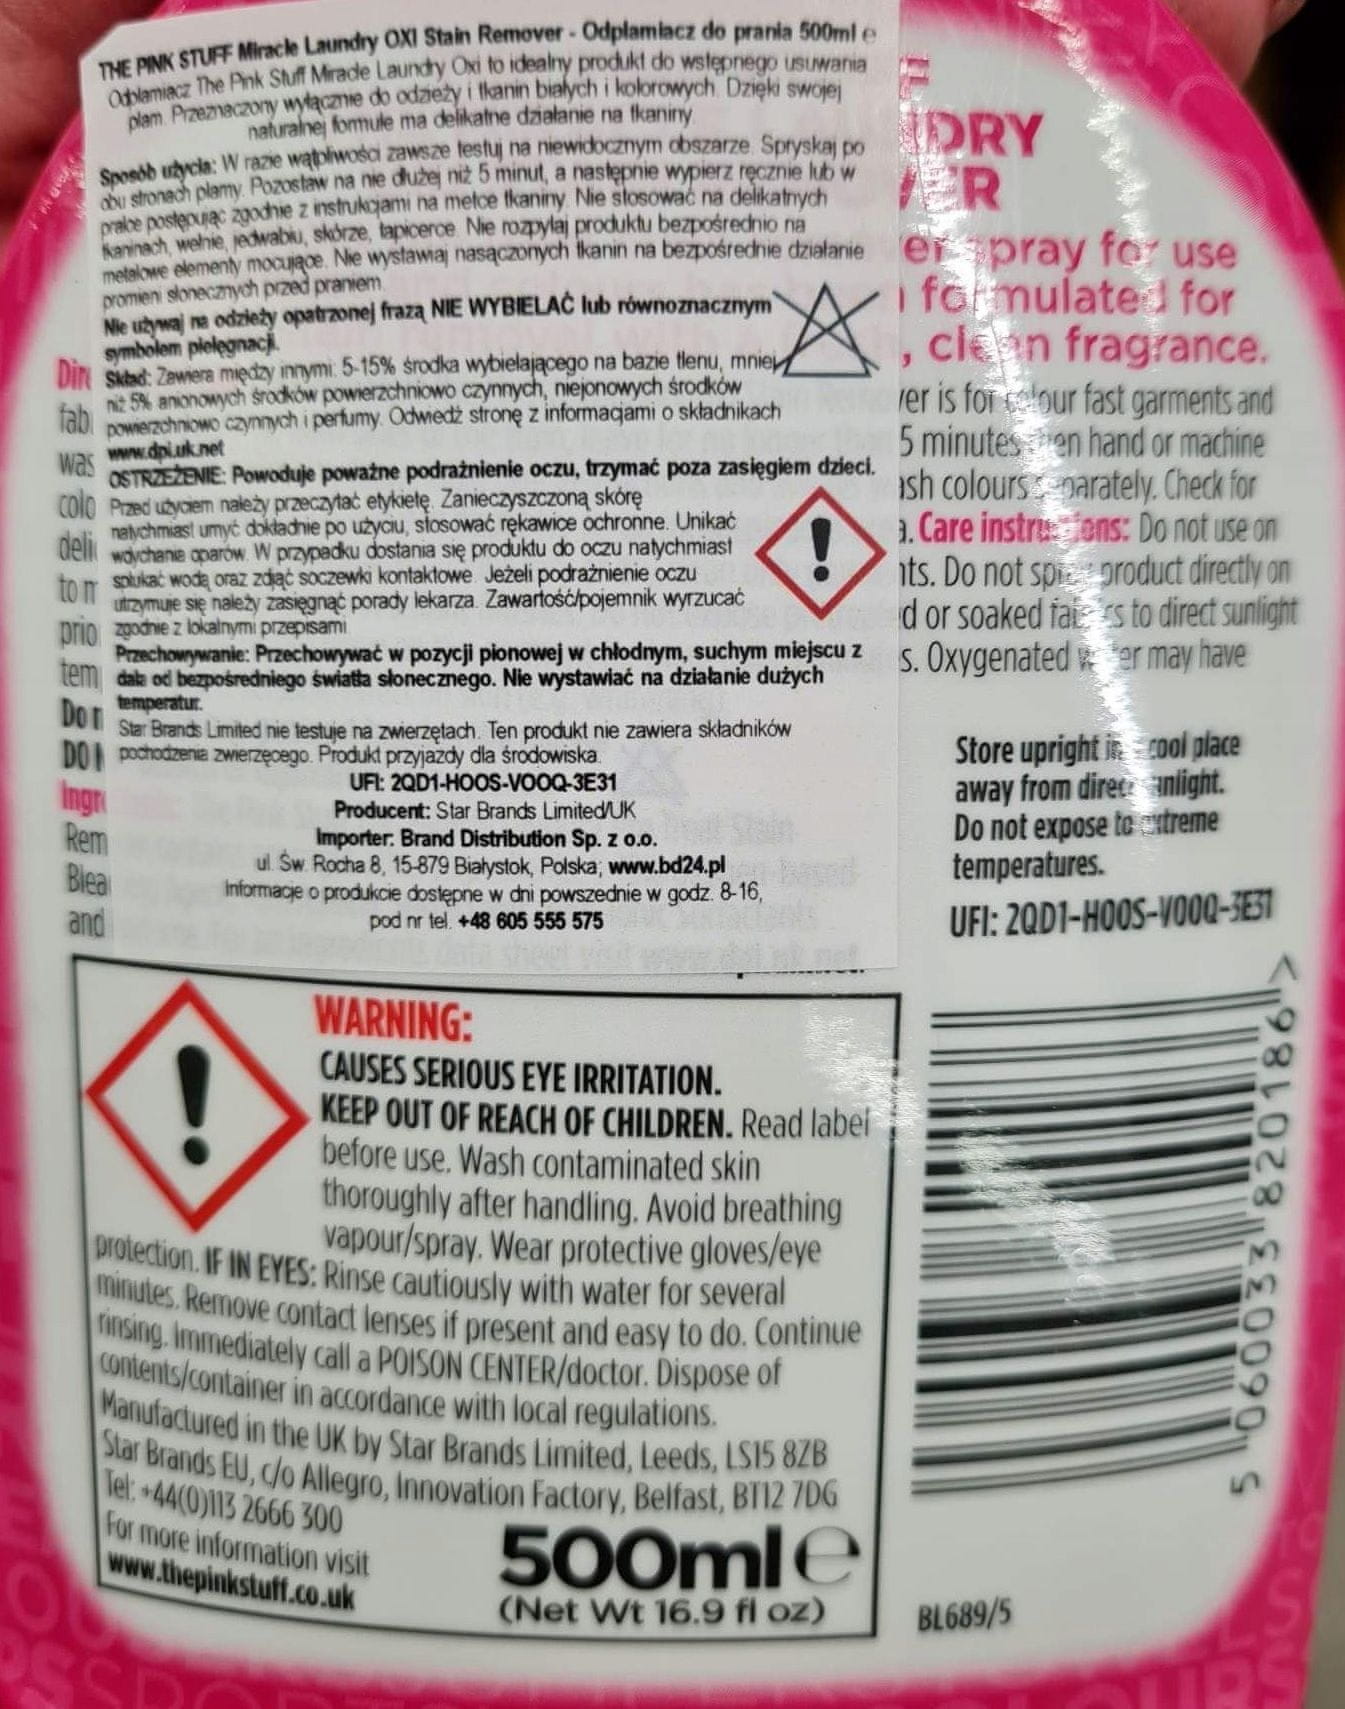 THE PINK STUFF Miracle Laundry OXI Stain Remover - Odplamiacz do prania 500ml e
Odplamiacz The Pink Stuff Miracle Laundry Oxi to idealny produkt do wstępnego usuwania
plam. Przeznaczony wyłącznie do odzieży i tkanin białych i kolorowych. Dzięki swojej
naturalnej formule ma delikatne działanie na tkaniny.
Sposób użycia: W razie wątpliwości zawsze testuj na niewidocznym obszarze. Spryskaj po
obu stronach plamy. Pozostaw na nie dłużej niż 5 minut, a następnie wypierz ręcznie lub w
pralce postępując zgodnie z instrukcjami na metce tkaniny. Nie stosować na delikatnych
tkaninach, wełnie, jedwabiu, skórze, tapicerce. Nie rozpylaj produktu bezpośrednio na
metalowe elementy mocujące. Nie wystawiaj nasączonych tkanin na bezpośrednie działanie
promieni słonecznych przed praniem.
Nie używaj na odzieży opatrzonej frazą NIE WYBIELAĆ lub równoznacznym
symbolem pielęgnacji.
Skład: Zawiera między innymi: 5-15% środka wybielającego na bazie tlenu, mniej
niż 5% anionowych środków powierzchniowo czynnych, niejonowych środków
powierzchniowo czynnych i perfumy. Odwiedź stronę z informacjami o składnikach
www.dpi.uk.net
OSTRZEŻENIE: Powoduje poważne podrażnienie oczu, trzymać poza zasięgiem dzieci.
Przed użyciem należy przeczytać etykietę. Zanieczyszczoną skórę
natychmiast umyć dokładnie po użyciu, stosować rękawice ochronne. Unikać
wdychania oparów. W przypadku dostania się produktu do oczu natychmiast
spłukać wodą oraz zdjąć soczewki kontaktowe. Jeżeli podrażnienie oczu
utrzymuje się należy zasięgnąć porady lekarza. Zawartość/pojemnik wyrzucać
zgodnie z lokalnymi przepisami.
Przechowywanie: Przechowywać w pozycji pionowej w chłodnym, suchym miejscu z
dala od bezpośredniego światła słonecznego. Nie wystawiać na działanie dużych
temperatur.
Star Brands Limited nie testuje na zwierzętach. Ten produkt nie zawiera składników
pochodzenia zwierzęcego. Produkt przyjazdy dla środowiska.
UFI: 2QD1-HOOS-VOOQ-3E31
Producent: Star Brands Limited/UK
Importer: Brand Distribution Sp. z o.o.
ul. Św. Rocha 8, 15-879 Białystok, Polska; www.bd24.pl
Informacje o produkcie dostępne w dni powszednie w godz. 8-16,
pod nr tel. +48 605 555 575
spray for use
formulated for
, clean fragrance.
is for colour fast garments and
5 minutes then hand or machine
colours separately. Check for
Care instructions: Do not use on
Do not spray product directly on
or soaked fabrics to direct sunlight
Oxygenated water may have
Store upright in cool place
away from direct sunlight.
Do not expose to extreme
temperatures.
UFI: 2QD1-H00S-V00Q-3E31
WARNING:
CAUSES SERIOUS EYE IRRITATION.
KEEP OUT OF REACH OF CHILDREN. Read label
before use. Wash contaminated skin
thoroughly after handling. Avoid breathing
vapour/spray. Wear protective gloves/eye
protection. IF IN EYES: Rinse cautiously with water for several
minutes. Remove contact lenses if present and easy to do. Continue
rinsing. Immediately call a POISON CENTER/doctor. Dispose of
contents/container in accordance with local regulations.
Manufactured in the UK by Star Brands Limited, Leeds, LS15 8ZB
Star Brands EU, c/o Allegro, Innovation Factory, Belfast, BT12 7DG
Tel: +44(0)113 2666 300
For more information visit
www.thepinkstuff.co.uk
500ml e
(Net Wt 16.9 fl oz)
5 060033 820186 >
BL689/5